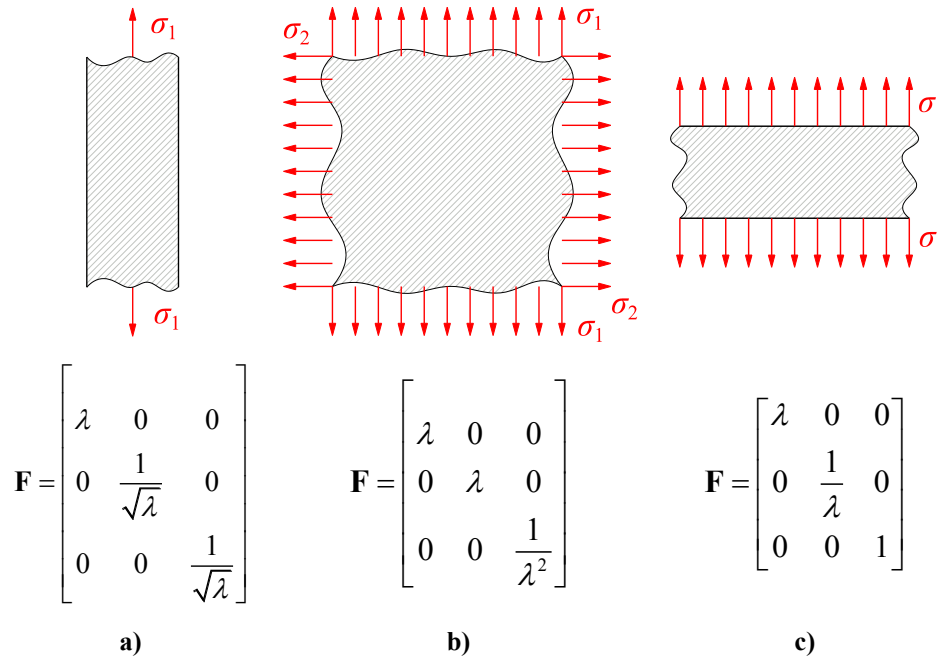 σ1
σ1
σ2
σ1
σ2
σ1
σ
σ
F = [λ 0 0
0 1/√λ 0
0 0 1/√λ]
F = [λ 0 0
0 λ 0
0 0 1/λ²]
F = [λ 0 0
0 1/λ 0
0 0 1]
a)
b)
c)